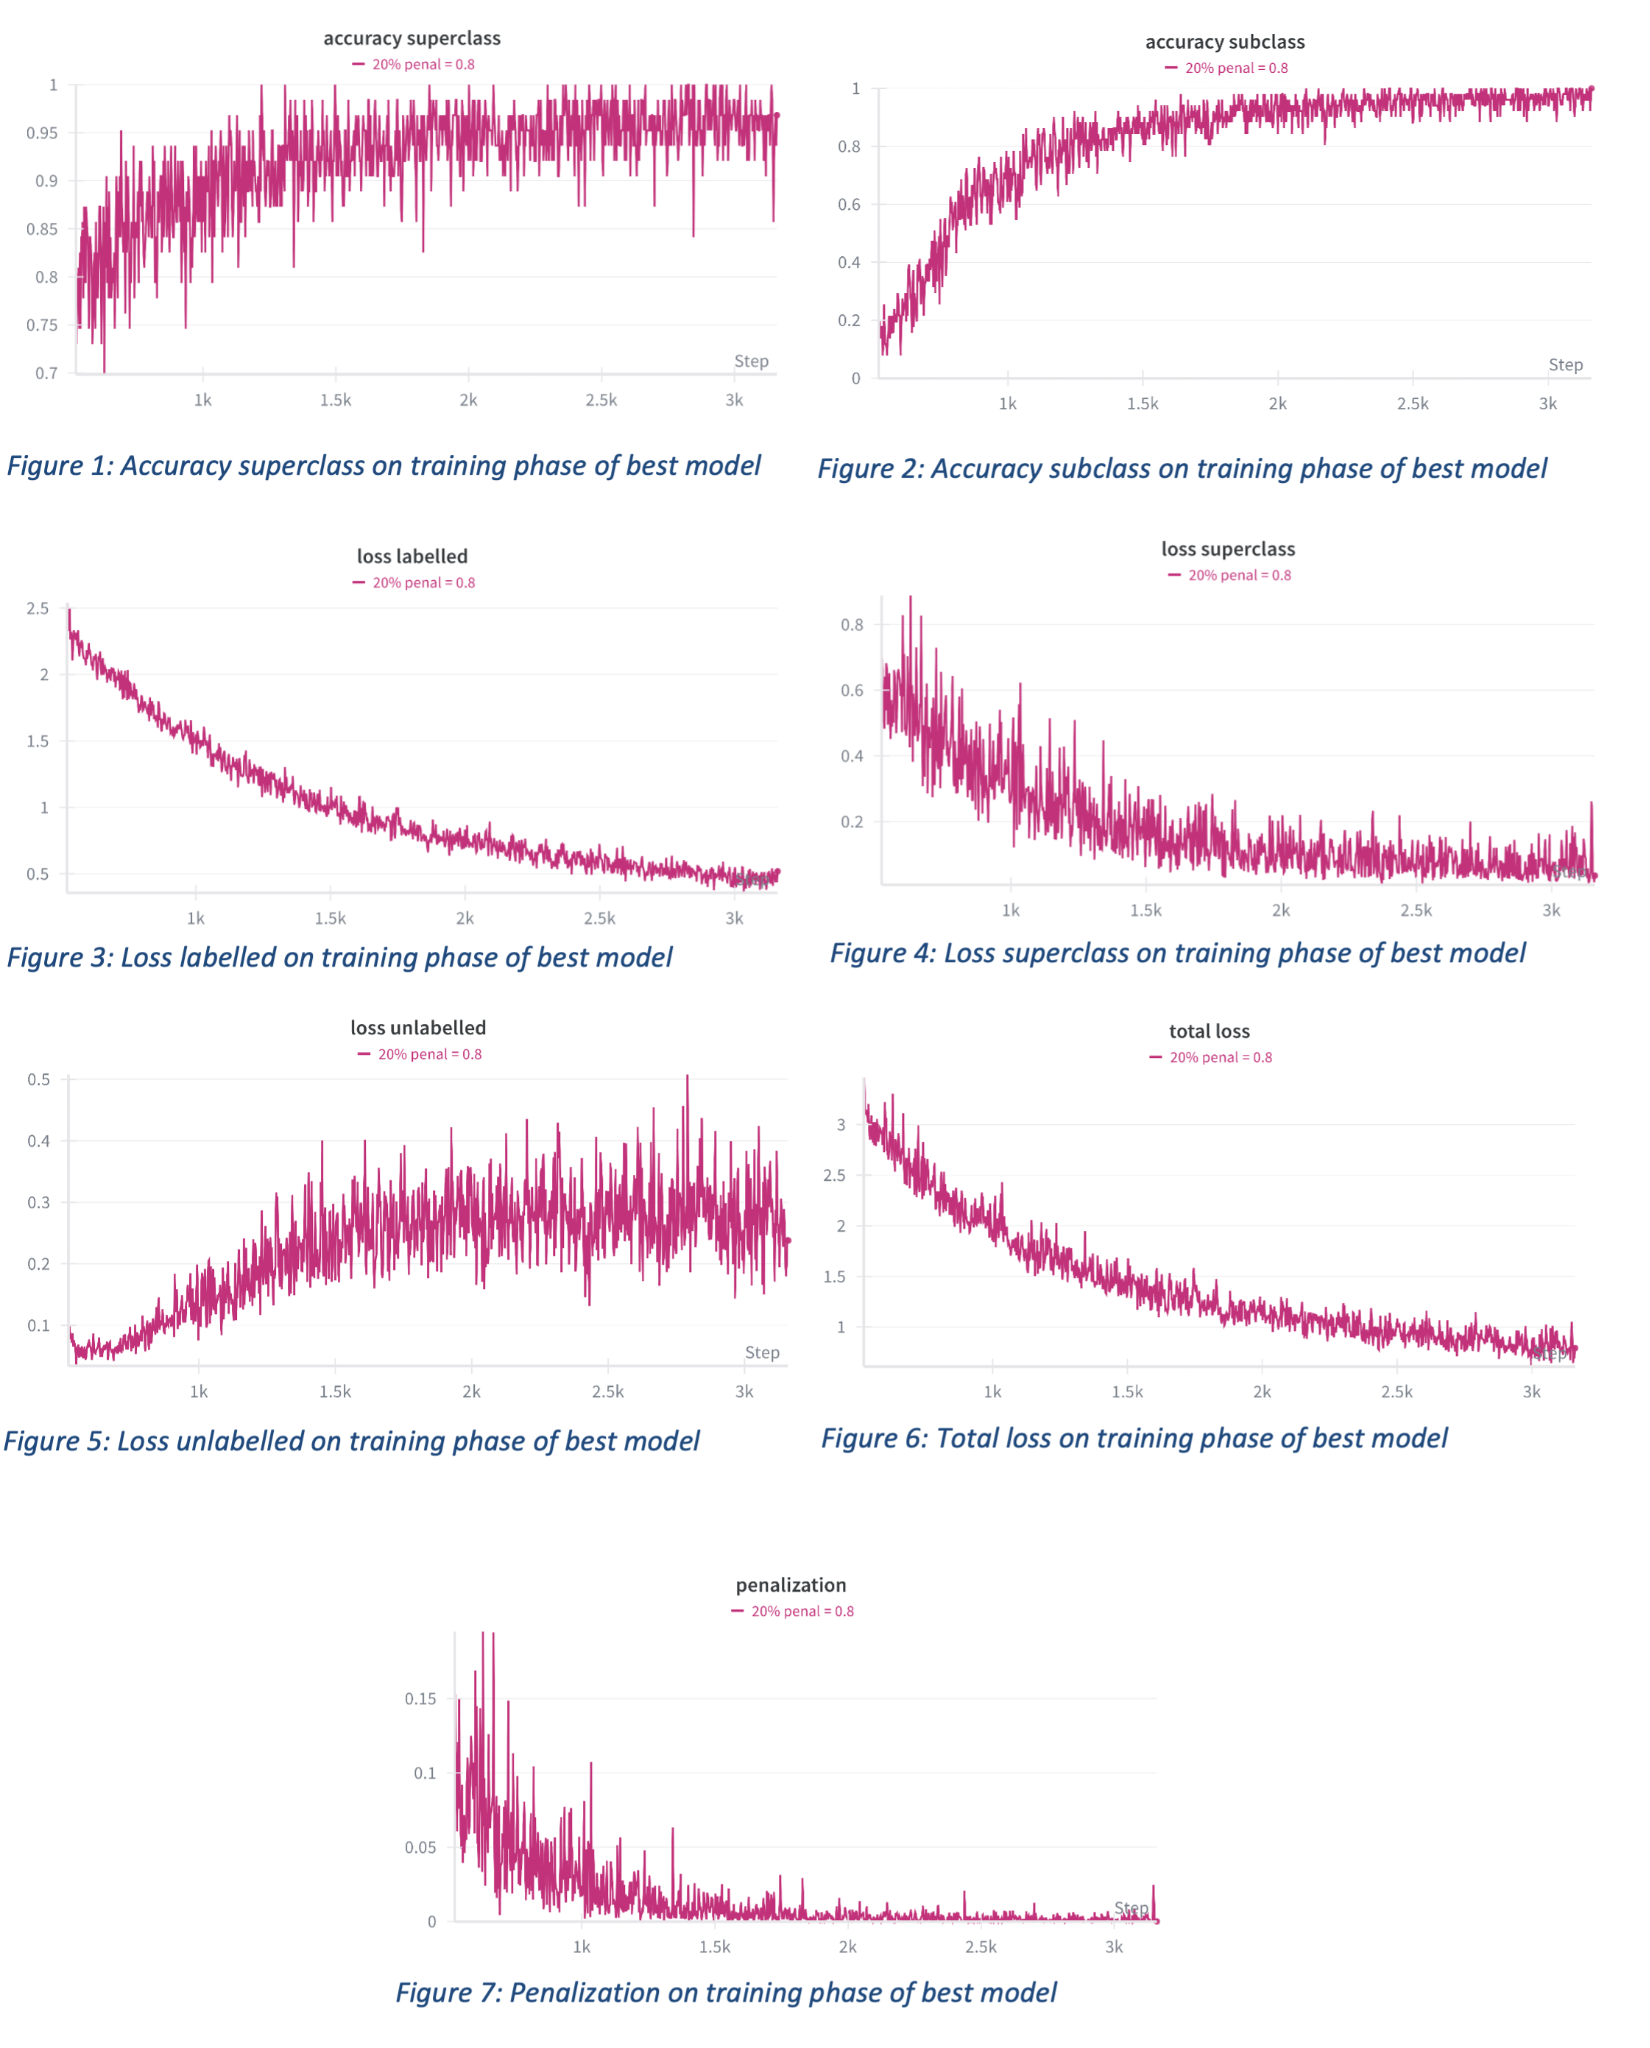 accuracy superclass
20% penal = 0.8
1
0.95
0.9
0.85
0.8
0.75
0.7
Step
1k 1.5k 2k 2.5k 3k
Figure 1: Accuracy superclass on training phase of best model
accuracy subclass
20% penal = 0.8
1
0.8
0.6
0.4
0.2
0
Step
1k 1.5k 2k 2.5k 3k
Figure 2: Accuracy subclass on training phase of best model
loss labelled
20% penal = 0.8
2.5
2
1.5
1
0.5
Step
1k 1.5k 2k 2.5k 3k
Figure 3: Loss labelled on training phase of best model
loss superclass
20% penal = 0.8
0.8
0.6
0.4
0.2
Step
1k 1.5k 2k 2.5k 3k
Figure 4: Loss superclass on training phase of best model
loss unlabelled
20% penal = 0.8
0.5
0.4
0.3
0.2
0.1
Step
1k 1.5k 2k 2.5k 3k
Figure 5: Loss unlabelled on training phase of best model
total loss
20% penal = 0.8
3
2.5
2
1.5
1
Step
1k 1.5k 2k 2.5k 3k
Figure 6: Total loss on training phase of best model
penalization
20% penal = 0.8
0.15
0.1
0.05
0
Step
1k 1.5k 2k 2.5k 3k
Figure 7: Penalization on training phase of best model